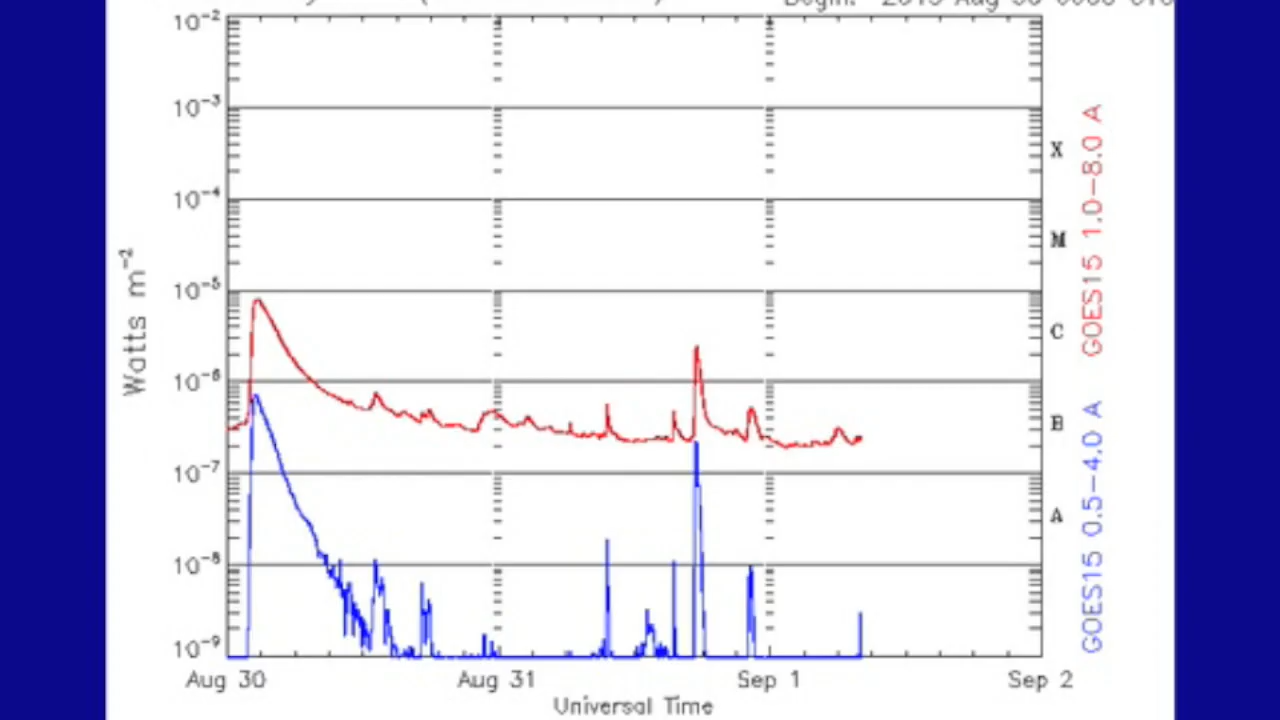 10⁻²
10⁻³
10⁻⁴
10⁻⁵
10⁻⁶
10⁻⁷
10⁻⁸
10⁻⁹
Watts m⁻²
X
M
C
B
A
GOES15 1.0–8.0 A
GOES15 0.5–4.0 A
Aug 30
Aug 31
Sep 1
Sep 2
Universal Time